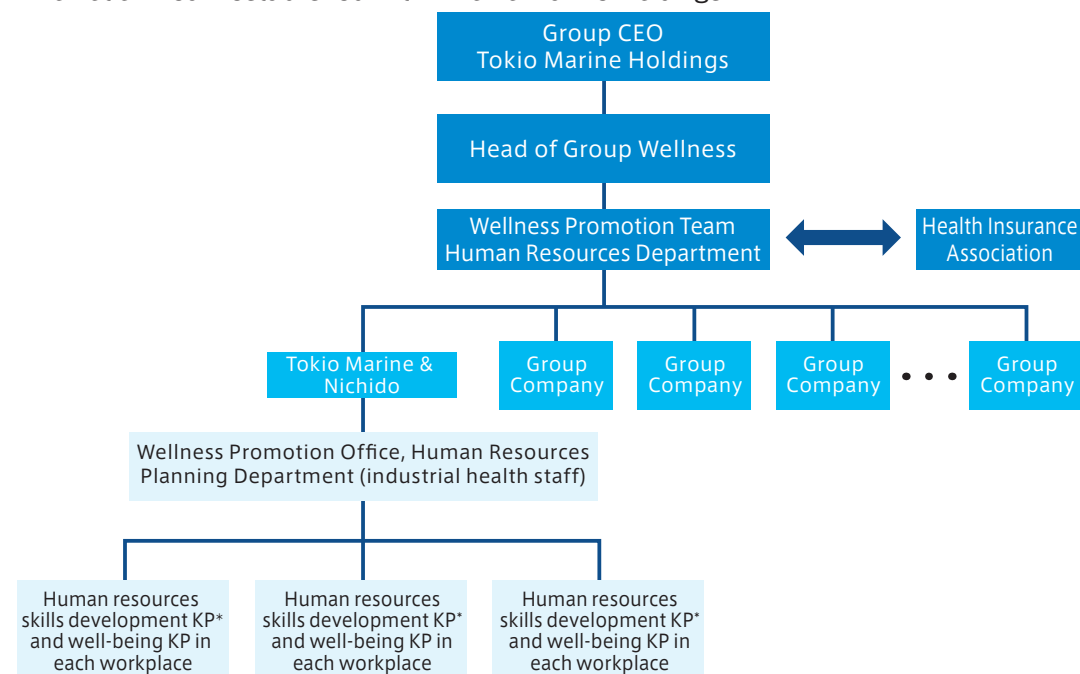 Group CEO
Tokio Marine Holdings
Head of Group Wellness
Wellness Promotion Team
Human Resources Department
Health Insurance
Association
Tokio Marine &
Nichido
Group
Company
Group
Company
Group
Company
• • •
Group
Company
Wellness Promotion Office, Human Resources
Planning Department (industrial health staff)
Human resources
skills development KP*
and well-being KP in
each workplace
Human resources
skills development KP*
and well-being KP in
each workplace
Human resources
skills development KP*
and well-being KP in
each workplace